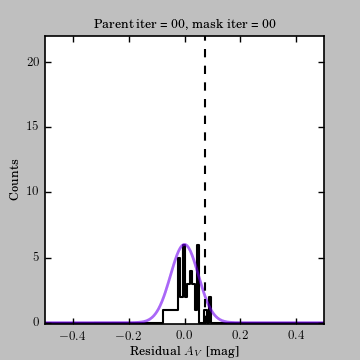 Parent iter = 00, mask iter = 00
20
15
10
5
0
Counts
−0.4 −0.2 0.0 0.2 0.4
Residual A_V [mag]